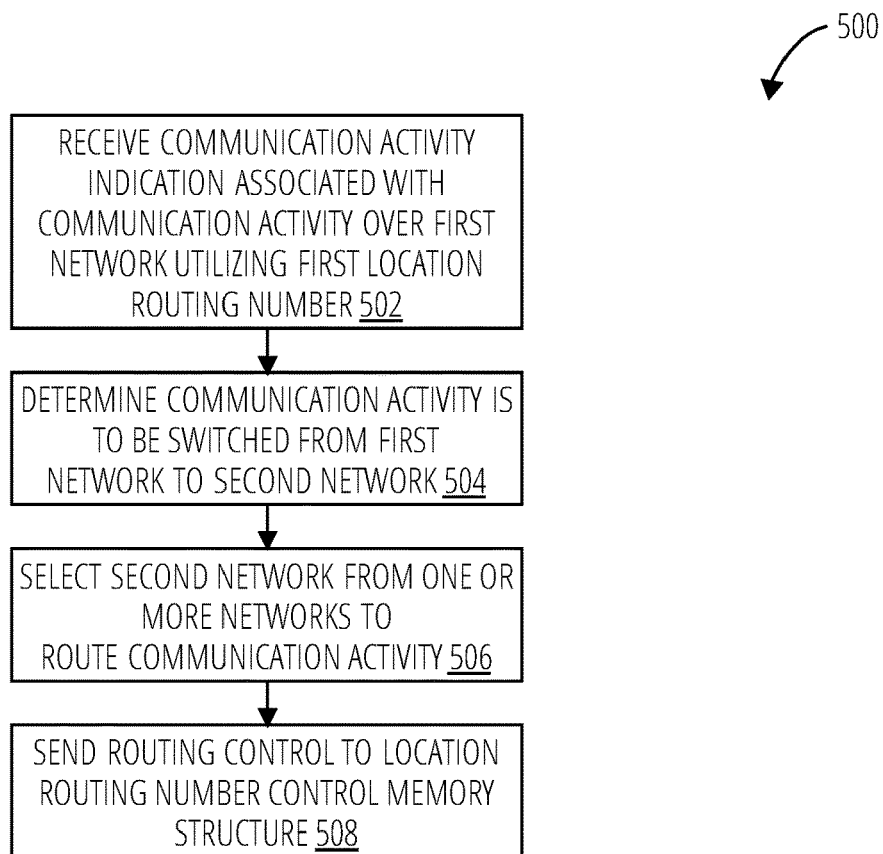 500
RECEIVE COMMUNICATION ACTIVITY
INDICATION ASSOCIATED WITH
COMMUNICATION ACTIVITY OVER FIRST
NETWORK UTILIZING FIRST LOCATION
ROUTING NUMBER 502
DETERMINE COMMUNICATION ACTIVITY IS
TO BE SWITCHED FROM FIRST
NETWORK TO SECOND NETWORK 504
SELECT SECOND NETWORK FROM ONE OR
MORE NETWORKS TO
ROUTE COMMUNICATION ACTIVITY 506
SEND ROUTING CONTROL TO LOCATION
ROUTING NUMBER CONTROL MEMORY
STRUCTURE 508